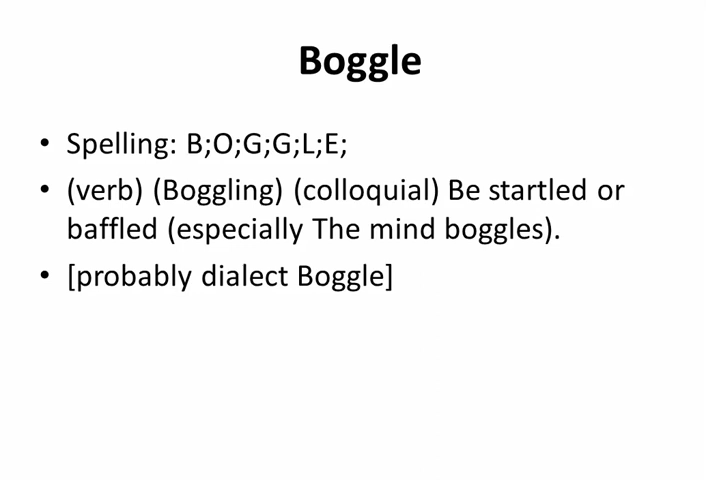 Boggle
• Spelling: B;O;G;G;L;E;
• (verb) (Boggling) (colloquial) Be startled or
baffled (especially The mind boggles).
• [probably dialect Boggle]